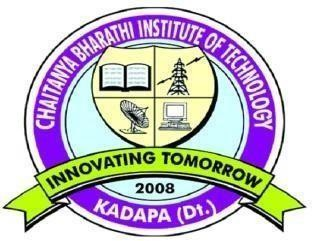 CHAITANYA BHARATHI INSTITUTE OF TECHNOLOGY
INNOVATING TOMORROW
2008
KADAPA (Dt.)